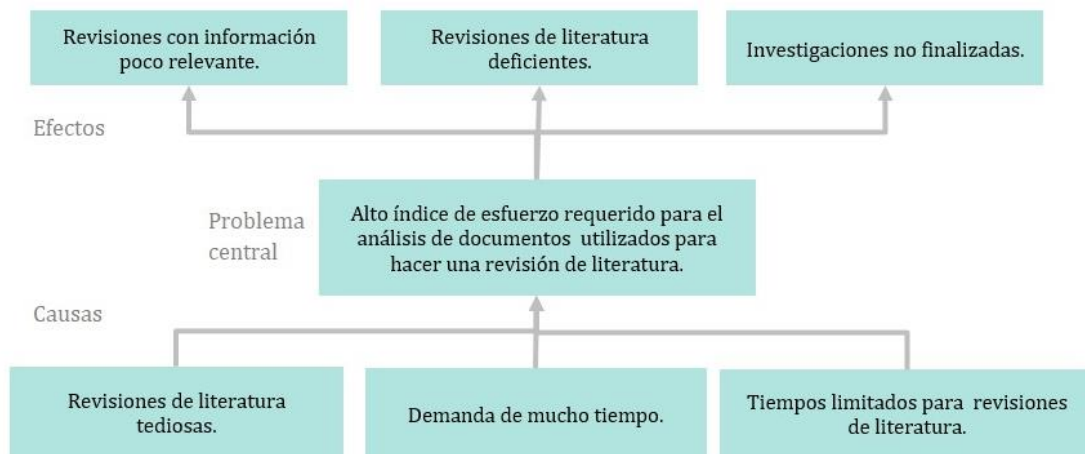 Revisiones con información
poco relevante.
Revisiones de literatura
deficientes.
Investigaciones no finalizadas.
Efectos
Problema
central
Alto índice de esfuerzo requerido para el
análisis de documentos utilizados para
hacer una revisión de literatura.
Causas
Revisiones de literatura
tediosas.
Demanda de mucho tiempo.
Tiempos limitados para revisiones
de literatura.